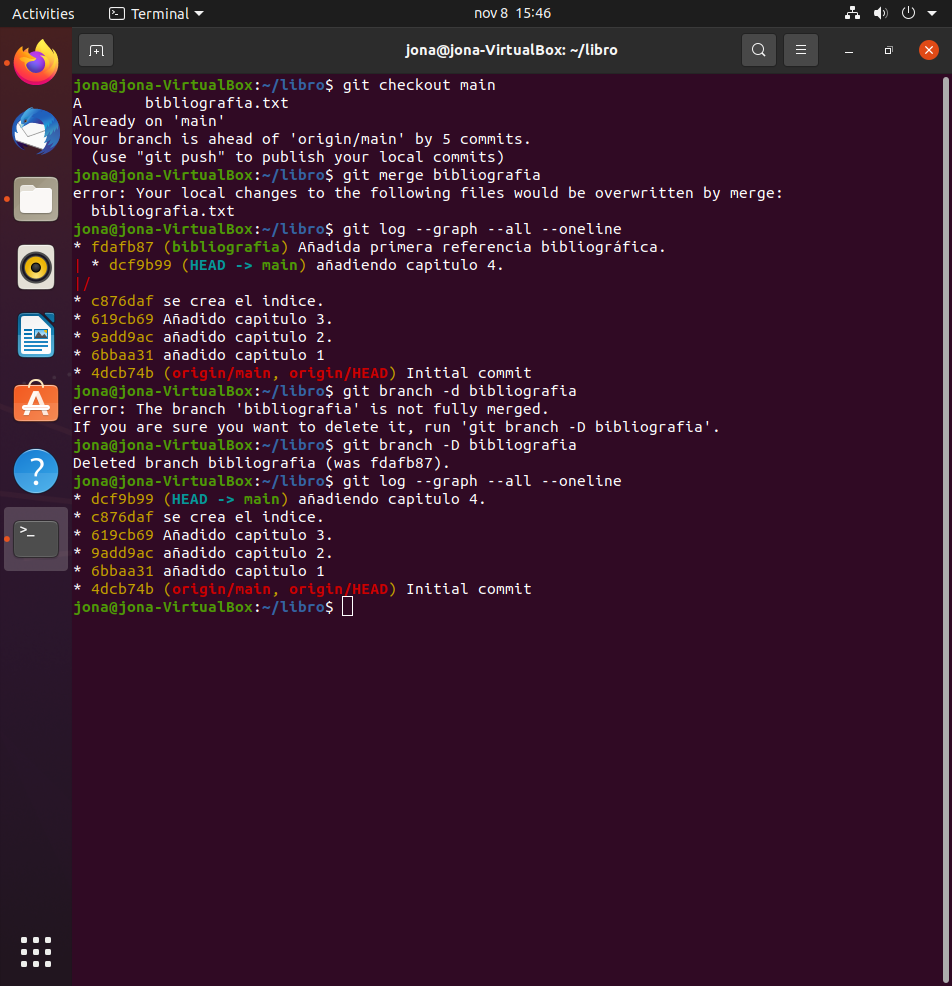 Activities
Terminal
nov 8 15:46
jona@jona-VirtualBox: ~/libro
jona@jona-VirtualBox:~/libro$ git checkout main
A       bibliografia.txt
Already on 'main'
Your branch is ahead of 'origin/main' by 5 commits.
  (use "git push" to publish your local commits)
jona@jona-VirtualBox:~/libro$ git merge bibliografia
error: Your local changes to the following files would be overwritten by merge:
  bibliografia.txt
jona@jona-VirtualBox:~/libro$ git log --graph --all --oneline
* fdafb87 (bibliografia) Añadida primera referencia bibliográfica.
| * dcf9b99 (HEAD -> main) añadiendo capitulo 4.
|/
* c876daf se crea el indice.
* 619cb69 Añadido capitulo 3.
* 9add9ac añadido capitulo 2.
* 6bbaa31 añadido capitulo 1
* 4dcb74b (origin/main, origin/HEAD) Initial commit
jona@jona-VirtualBox:~/libro$ git branch -d bibliografia
error: The branch 'bibliografia' is not fully merged.
If you are sure you want to delete it, run 'git branch -D bibliografia'.
jona@jona-VirtualBox:~/libro$ git branch -D bibliografia
Deleted branch bibliografia (was fdafb87).
jona@jona-VirtualBox:~/libro$ git log --graph --all --oneline
* dcf9b99 (HEAD -> main) añadiendo capitulo 4.
* c876daf se crea el indice.
* 619cb69 Añadido capitulo 3.
* 9add9ac añadido capitulo 2.
* 6bbaa31 añadido capitulo 1
* 4dcb74b (origin/main, origin/HEAD) Initial commit
jona@jona-VirtualBox:~/libro$